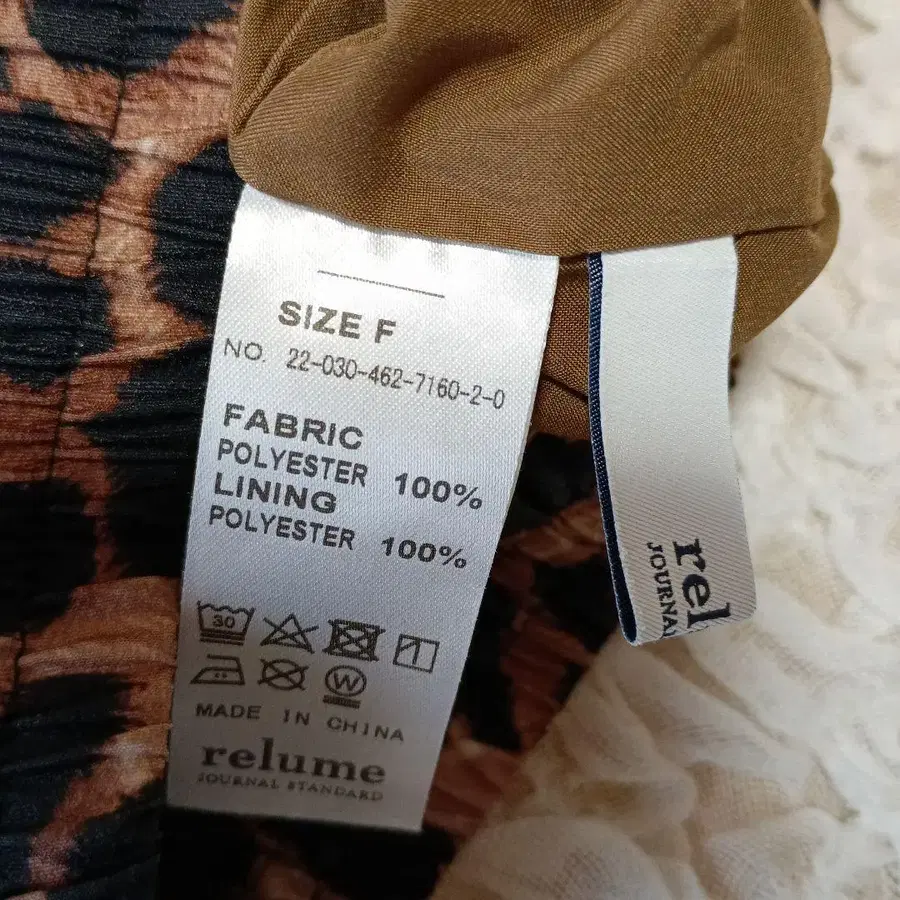 SIZE F
NO. 22-030-462-7160-2-0
FABRIC
POLYESTER 100%
LINING
POLYESTER 100%
30
W
MADE IN CHINA
relume
JOURNAL STANDARD
rel
JOURNA